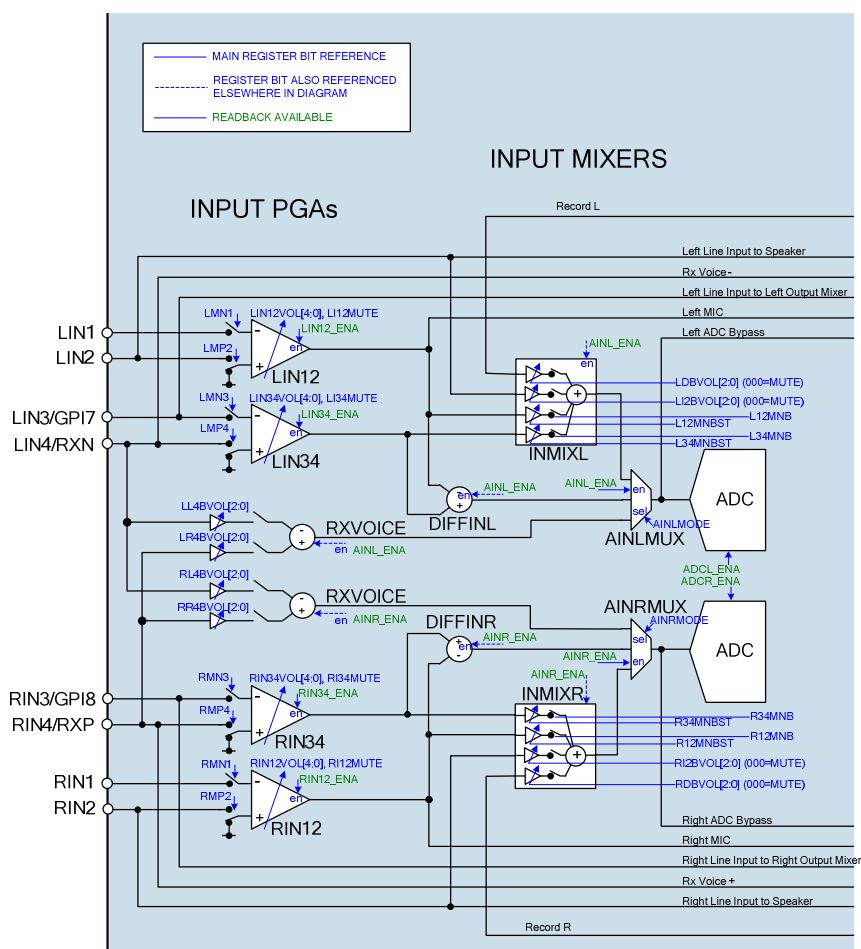 MAIN REGISTER BIT REFERENCE
REGISTER BIT ALSO REFERENCED
ELSEWHERE IN DIAGRAM
READBACK AVAILABLE
INPUT MIXERS
INPUT PGAs
Record L
Left Line Input to Speaker
Rx Voice-
Left Line Input to Left Output Mixer
Left MIC
Left ADC Bypass
LIN1
LIN2
LMN1
LMP2
LIN12VOL[4:0], LI12MUTE
LIN12_ENA
-
+
en
LIN12
AINL_ENA
en
LDBVOL[2:0] (000=MUTE)
LI2BVOL[2:0] (000=MUTE)
L12MNB
L12MNBST
L34MNB
L34MNBST
+
INMIXL
LIN3/GPI7
LIN4/RXN
LMN3
LMP4
LIN34VOL[4:0], LI34MUTE
LIN34_ENA
-
+
en
LIN34
-
en
+
AINL_ENA
DIFFINL
AINL_ENA
en
sel
AINLMODE
AINLMUX
ADC
LL4BVOL[2:0]
LR4BVOL[2:0]
-
+
RXVOICE
en
AINL_ENA
ADCL_ENA
ADCR_ENA
RL4BVOL[2:0]
RR4BVOL[2:0]
-
+
RXVOICE
en
AINR_ENA
DIFFINR
+
en
-
AINR_ENA
AINRMUX
AINRMODE
sel
en
AINR_ENA
ADC
AINR_ENA
INMIXR
RIN3/GPI8
RIN4/RXP
RMN3
RMP4
RIN34VOL[4:0], RI34MUTE
RIN34_ENA
-
+
en
RIN34
R34MNB
R34MNBST
R12MNB
R12MNBST
RI2BVOL[2:0] (000=MUTE)
RDBVOL[2:0] (000=MUTE)
+
RIN1
RIN2
RMN1
RMP2
RIN12VOL[4:0], RI12MUTE
RIN12_ENA
-
+
en
RIN12
Right ADC Bypass
Right MIC
Right Line Input to Right Output Mixer
Rx Voice +
Right Line Input to Speaker
Record R